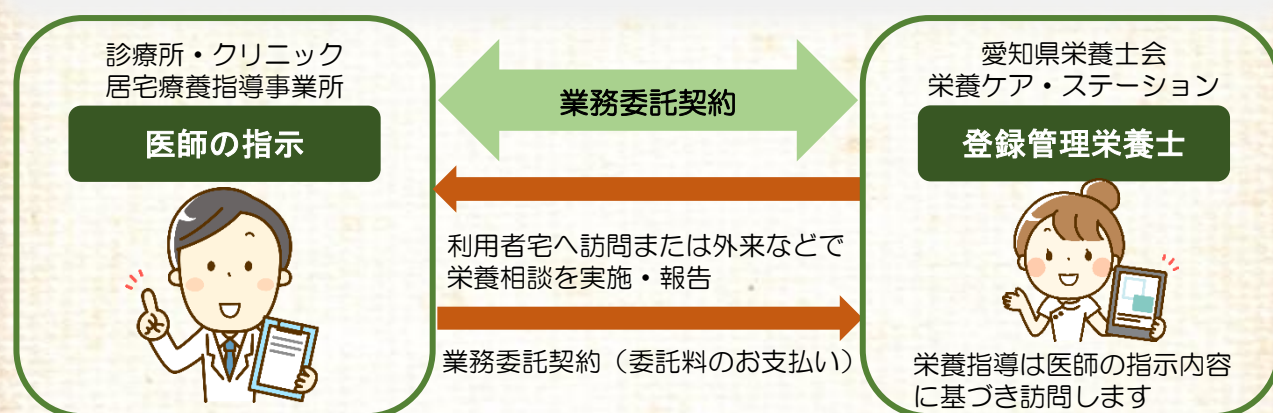 診療所・クリニック
居宅療養指導事業所
医師の指示
業務委託契約
利用者宅へ訪問または外来などで
栄養相談を実施・報告
業務委託契約（委託料のお支払い）
愛知県栄養士会
栄養ケア・ステーション
登録管理栄養士
栄養指導は医師の指示内容
に基づき訪問します